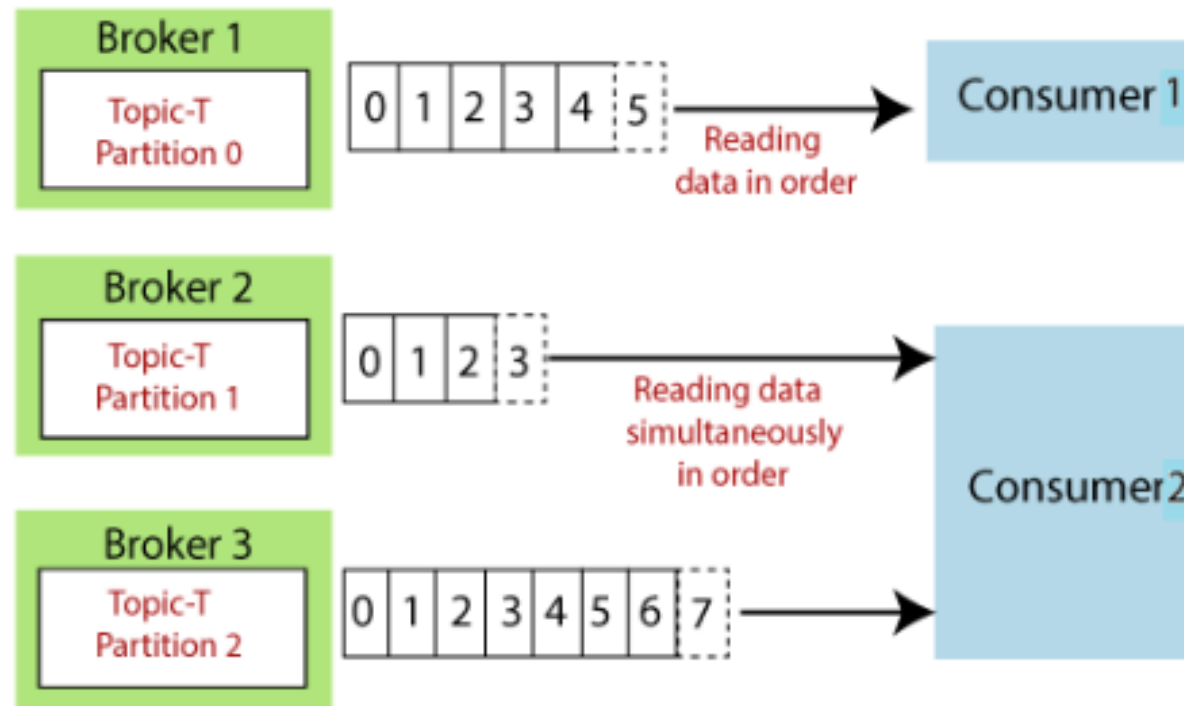 Broker 1
Topic-T
Partition 0
0 1 2 3 4 5
Reading
data in order
Consumer 1
Broker 2
Topic-T
Partition 1
0 1 2 3
Reading data
simultaneously
in order
Consumer2
Broker 3
Topic-T
Partition 2
0 1 2 3 4 5 6 7